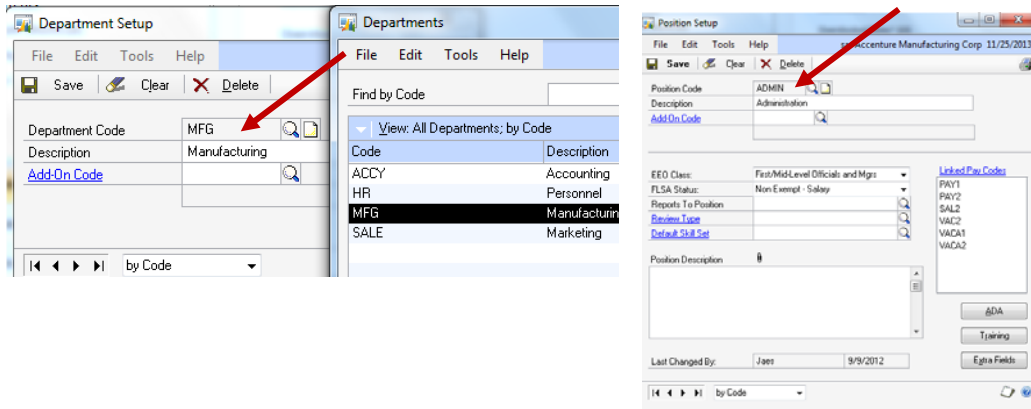 Department Setup
File Edit Tools Help
Save Clear Delete
Department Code MFG
Description Manufacturing
Add-On Code
by Code
Departments
File Edit Tools Help
Find by Code
View: All Departments; by Code
Code Description
ACCY Accounting
HR Personnel
MFG Manufacturin
SALE Marketing
Position Setup
File Edit Tools Help Accenture Manufacturing Corp 11/25/2013
Save Clear Delete
Position Code ADMIN
Description Administration
Add-On Code
EEO Class: First/Mid-Level Officials and Mgrs
Linked Pay Codes
FLSA Status: Non Exempt - Salary
PAY1
Reports To Position
PAY2
Review Type
SAL2
Default Skill Set
VAC2
VACA1
VACA2
Position Description
ADA
Training
Last Changed By: 9/9/2012
Extra Fields
by Code